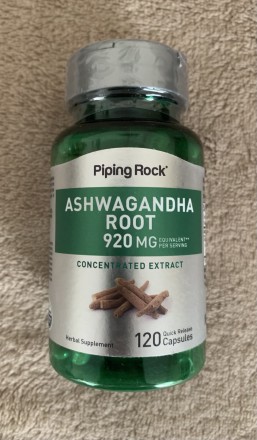 Piping Rock®
ASHWAGANDHA
ROOT
920 MG EQUIVALENT**
PER SERVING
CONCENTRATED EXTRACT
Herbal Supplement
120 Quick Release
Capsules